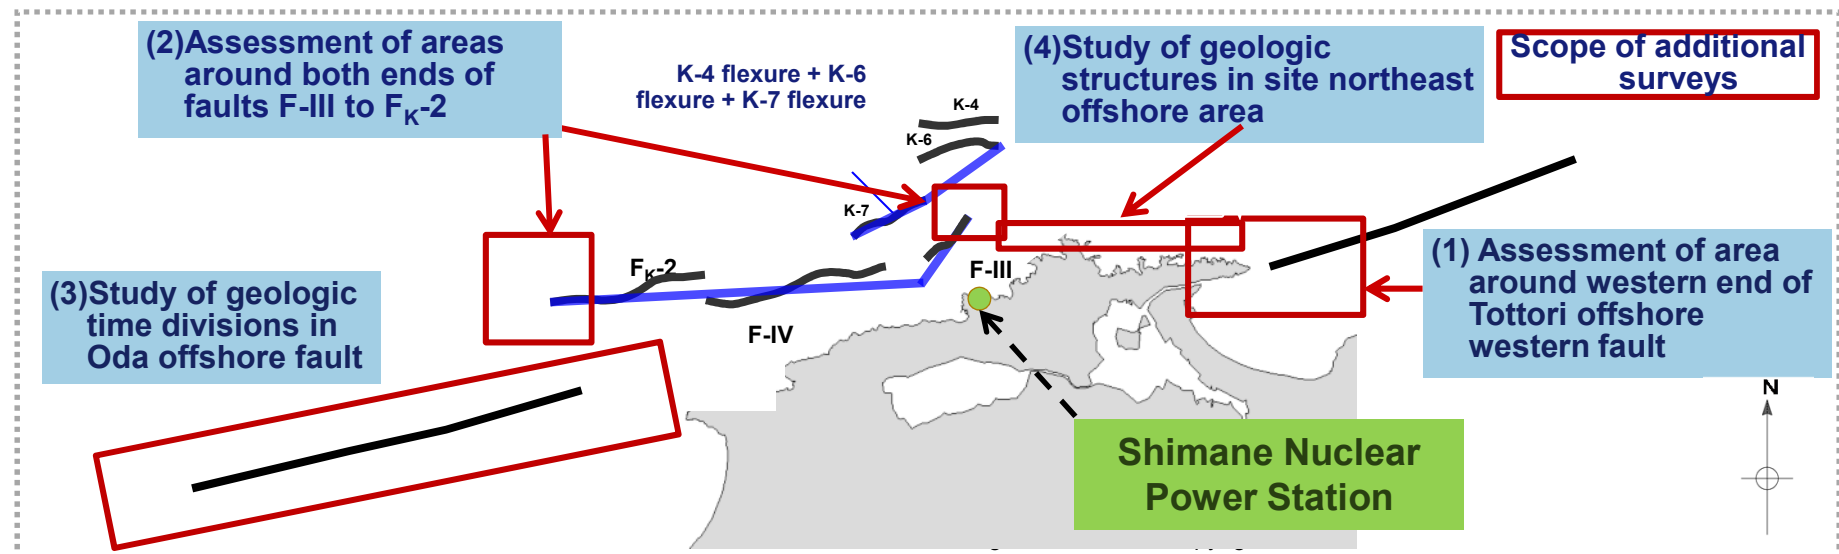 (2)Assessment of areas
around both ends of
faults F-III to FK-2
K-4 flexure + K-6
flexure + K-7 flexure
(4)Study of geologic
structures in site northeast
offshore area
Scope of additional
surveys
K-4
K-6
K-7
FK-2
F-III
F-IV
(3)Study of geologic
time divisions in
Oda offshore fault
(1) Assessment of area
around western end of
Tottori offshore
western fault
N
Shimane Nuclear
Power Station